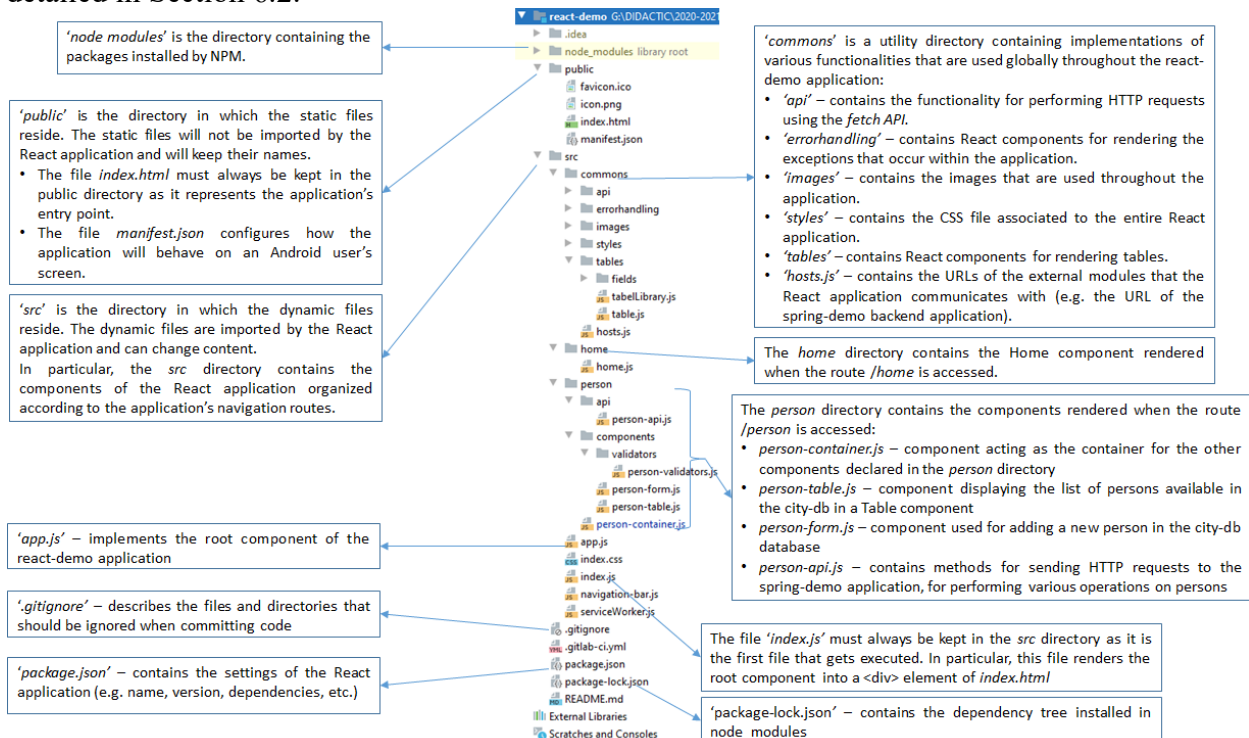 detailed in Section 6.2.
‘node modules’ is the directory containing the
packages installed by NPM.
‘public’ is the directory in which the static files
reside. The static files will not be imported by the
React application and will keep their names.
• The file index.html must always be kept in the
public directory as it represents the application’s
entry point.
• The file manifest.json configures how the
application will behave on an Android user’s
screen.
‘src’ is the directory in which the dynamic files
reside. The dynamic files are imported by the React
application and can change content.
In particular, the src directory contains the
components of the React application organized
according to the application’s navigation routes.
‘app.js’ – implements the root component of the
react-demo application
‘.gitignore’ – describes the files and directories that
should be ignored when committing code
‘package.json’ – contains the settings of the React
application (e.g. name, version, dependencies, etc.)
react-demo G:\DIDACTIC\2020-2021
.idea
node_modules library root
public
favicon.ico
icon.png
index.html
manifest.json
src
commons
api
errorhandling
images
styles
tables
fields
tabelLibrary.js
table.js
hosts.js
home
home.js
person
api
person-api.js
components
validators
person-validators.js
person-form.js
person-table.js
person-container.js
app.js
index.css
index.js
navigation-bar.js
serviceWorker.js
.gitignore
.gitlab-ci.yml
package.json
package-lock.json
README.md
External Libraries
Scratches and Consoles
‘commons’ is a utility directory containing implementations of
various functionalities that are used globally throughout the react-
demo application:
• ‘api’ – contains the functionality for performing HTTP requests
using the fetch API.
• ‘errorhandling’ – contains React components for rendering the
exceptions that occur within the application.
• ‘images’ – contains the images that are used throughout the
application.
• ‘styles’ – contains the CSS file associated to the entire React
application.
• ‘tables’ – contains React components for rendering tables.
• ‘hosts.js’ – contains the URLs of the external modules that the
React application communicates with (e.g. the URL of the
spring-demo backend application).
The home directory contains the Home component rendered
when the route /home is accessed.
The person directory contains the components rendered when the route
/person is accessed:
• person-container.js – component acting as the container for the other
components declared in the person directory
• person-table.js – component displaying the list of persons available in
the city-db in a Table component
• person-form.js – component used for adding a new person in the city-db
database
• person-api.js – contains methods for sending HTTP requests to the
spring-demo application, for performing various operations on persons
The file ‘index.js’ must always be kept in the src directory as it is
the first file that gets executed. In particular, this file renders the
root component into a <div> element of index.html
‘package-lock.json’ – contains the dependency tree installed in
node modules